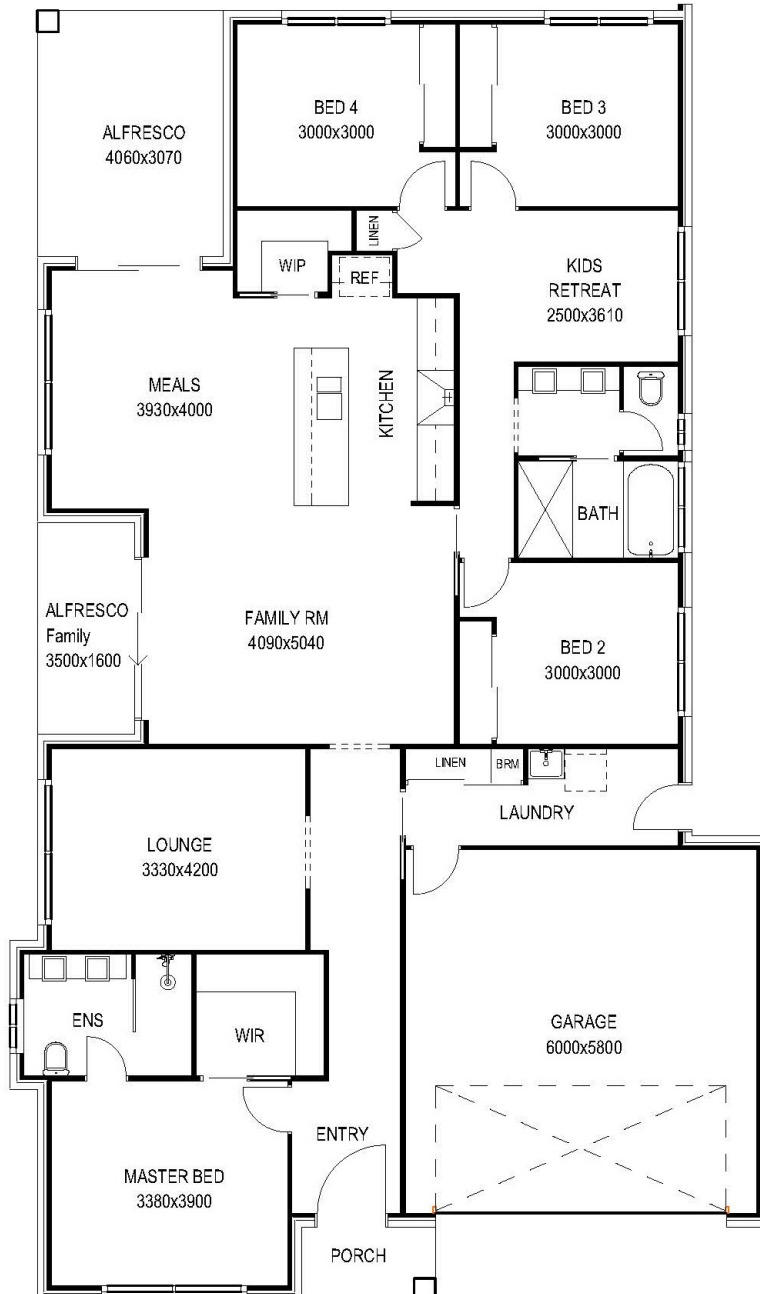 BED 4
3000x3000
BED 3
3000x3000
ALFRESCO
4060x3070
LINEN
WIP
REF
KIDS
RETREAT
2500x3610
MEALS
3930x4000
KITCHEN
BATH
ALFRESCO
Family
3500x1600
FAMILY RM
4090x5040
BED 2
3000x3000
LINEN
BRM
LAUNDRY
LOUNGE
3330x4200
ENS
WIR
GARAGE
6000x5800
ENTRY
MASTER BED
3380x3900
PORCH